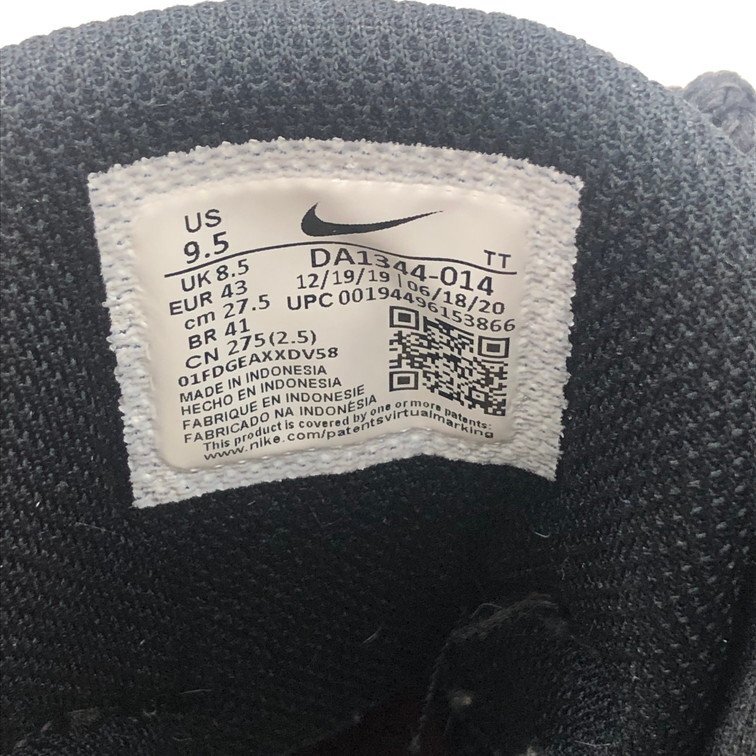 US
9.5
TT
UK 8.5
EUR 43
cm 27.5
BR 41
CN 275(2.5)
DA1344-014
12/19/19 | 06/18/20
UPC 00194496153866
01FDGEAXXDV58
MADE IN INDONESIA
HECHO EN INDONESIA
FABRIQUE EN INDONESIE
FABRICADO NA INDONÉSIA
This product is covered by one or more patents:
www.nike.com/patentsvirtualmarking